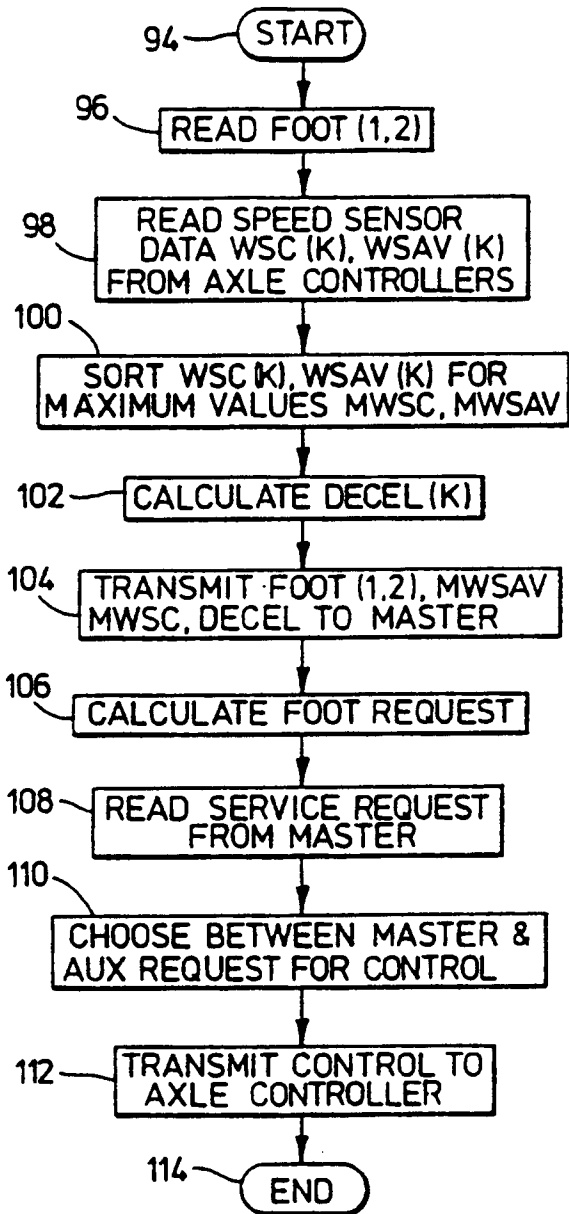 94
START
96
READ FOOT (1,2)
98
READ SPEED SENSOR
DATA WSC (K), WSAV (K)
FROM AXLE CONTROLLERS
100
SORT WSC(K), WSAV (K) FOR
MAXIMUM VALUES MWSC, MWSAV
102
CALCULATE DECEL (K)
104
TRANSMIT FOOT (1,2), MWSAV
MWSC, DECEL TO MASTER
106
CALCULATE FOOT REQUEST
108
READ SERVICE REQUEST
FROM MASTER
110
CHOOSE BETWEEN MASTER &
AUX REQUEST FOR CONTROL
112
TRANSMIT CONTROL TO
AXLE CONTROLLER
114
END